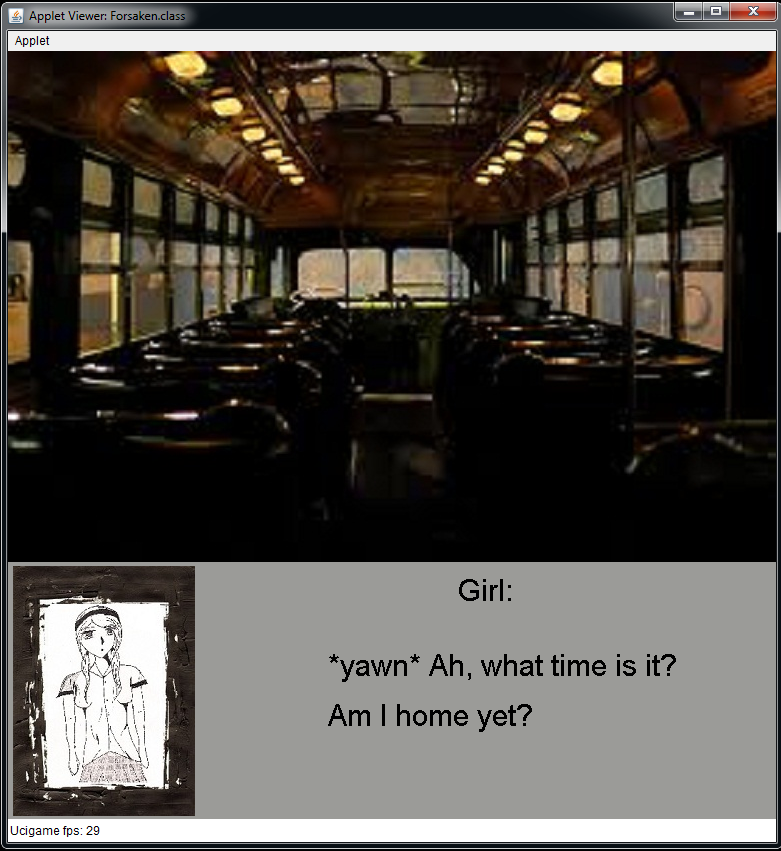 Applet Viewer: Forsaken.class
Applet
Girl:
*yawn* Ah, what time is it?
Am I home yet?
Ucigame fps: 29